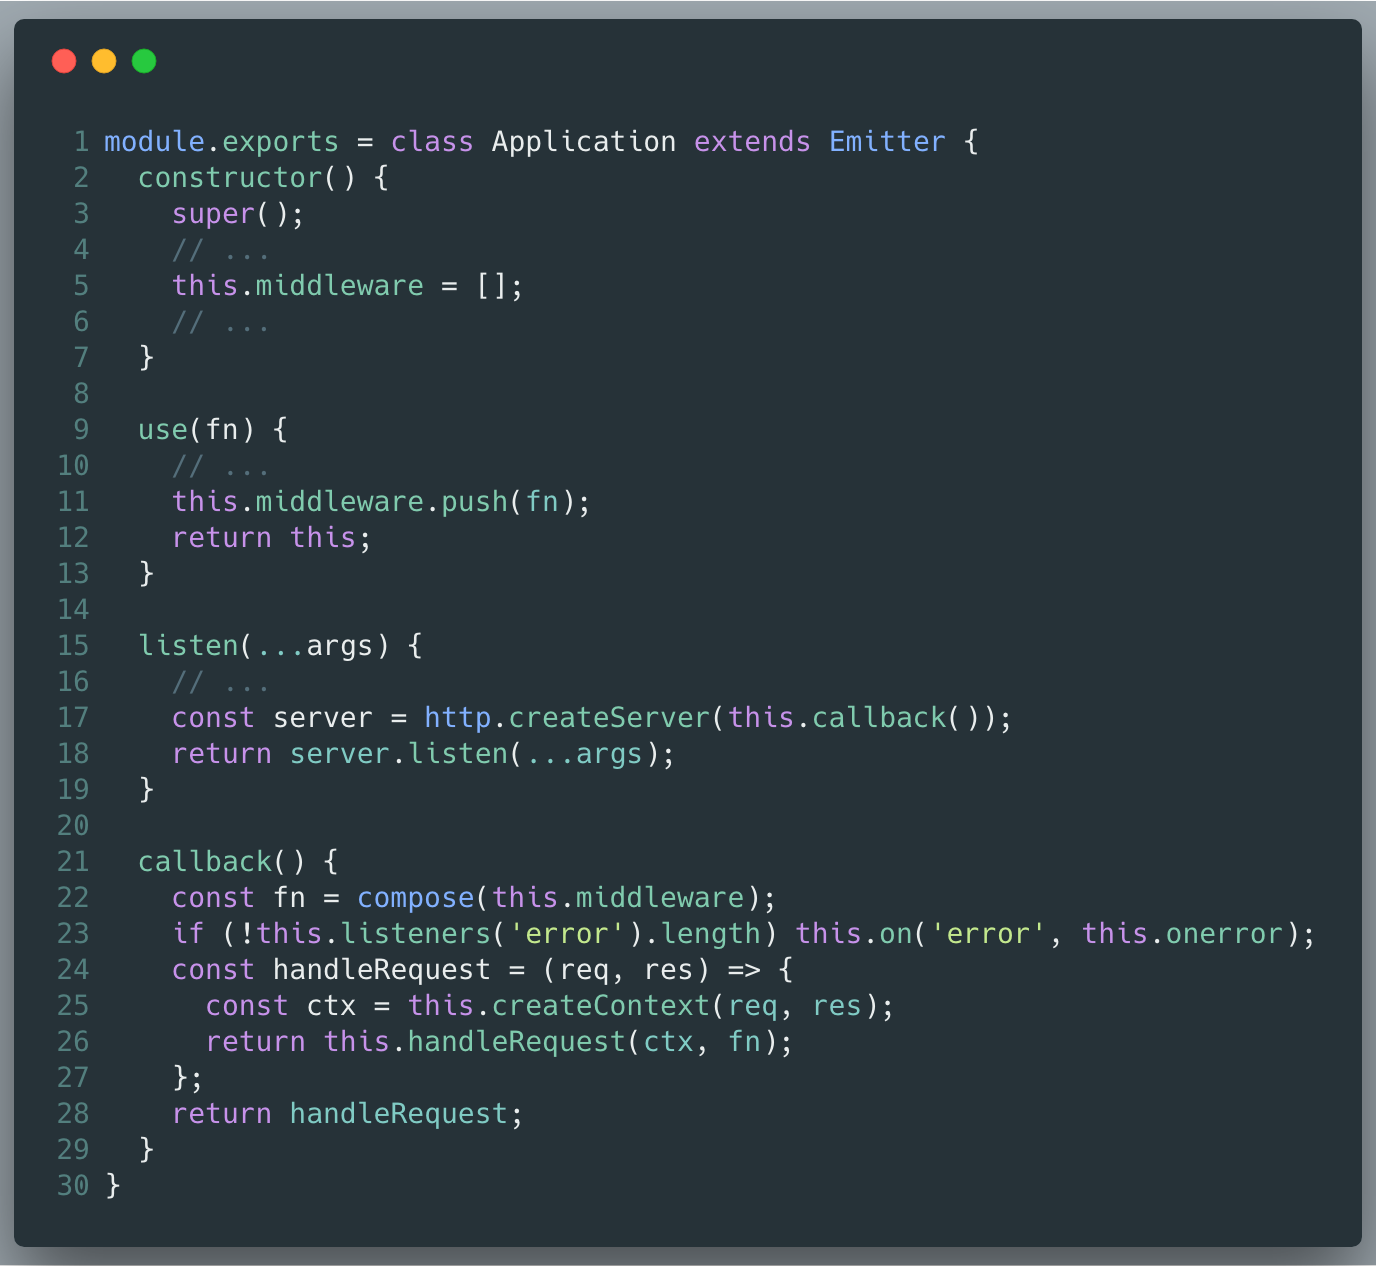 1 module.exports = class Application extends Emitter {
2   constructor() {
3     super();
4     // ...
5     this.middleware = [];
6     // ...
7   }
8
9   use(fn) {
10     // ...
11     this.middleware.push(fn);
12     return this;
13   }
14
15   listen(...args) {
16     // ...
17     const server = http.createServer(this.callback());
18     return server.listen(...args);
19   }
20
21   callback() {
22     const fn = compose(this.middleware);
23     if (!this.listeners('error').length) this.on('error', this.onerror);
24     const handleRequest = (req, res) => {
25       const ctx = this.createContext(req, res);
26       return this.handleRequest(ctx, fn);
27     };
28     return handleRequest;
29   }
30 }